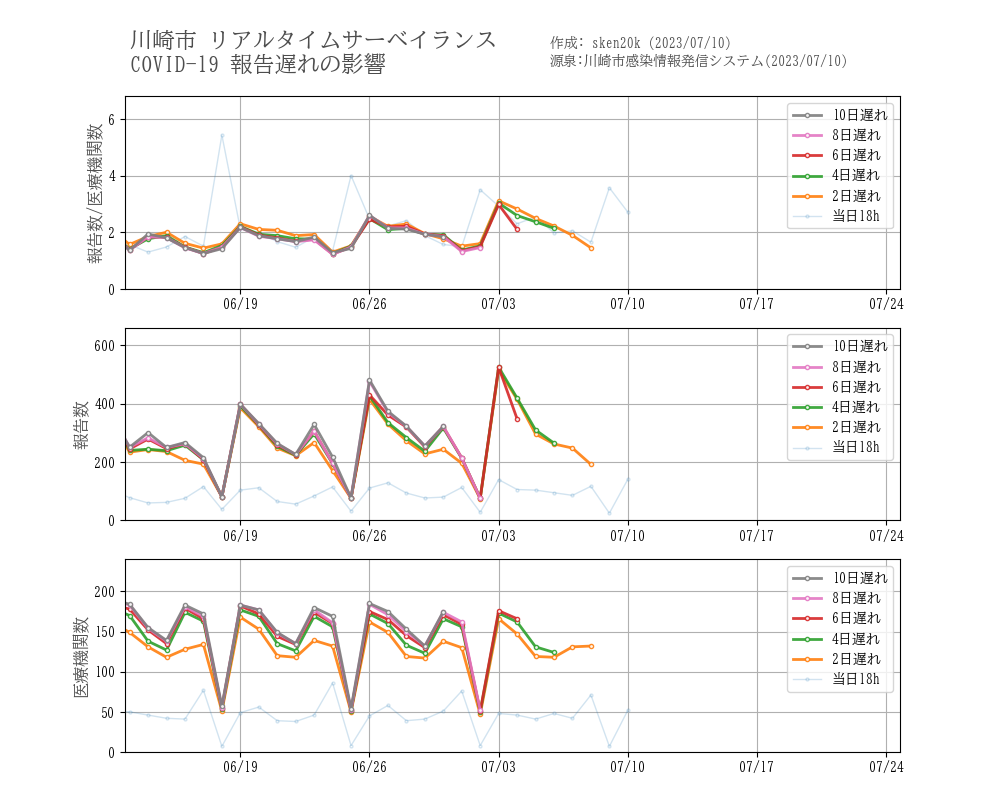 川崎市 リアルタイムサーベイランス
COVID-19 報告遅れの影響
作成: sken20k (2023/07/10)
源泉:川崎市感染情報発信システム(2023/07/10)
報告数/医療機関数
6
4
2
0
10日遅れ
8日遅れ
6日遅れ
4日遅れ
2日遅れ
当日18h
06/19 06/26 07/03 07/10 07/17 07/24
報告数
600
400
200
0
10日遅れ
8日遅れ
6日遅れ
4日遅れ
2日遅れ
当日18h
06/19 06/26 07/03 07/10 07/17 07/24
医療機関数
200
150
100
50
0
10日遅れ
8日遅れ
6日遅れ
4日遅れ
2日遅れ
当日18h
06/19 06/26 07/03 07/10 07/17 07/24